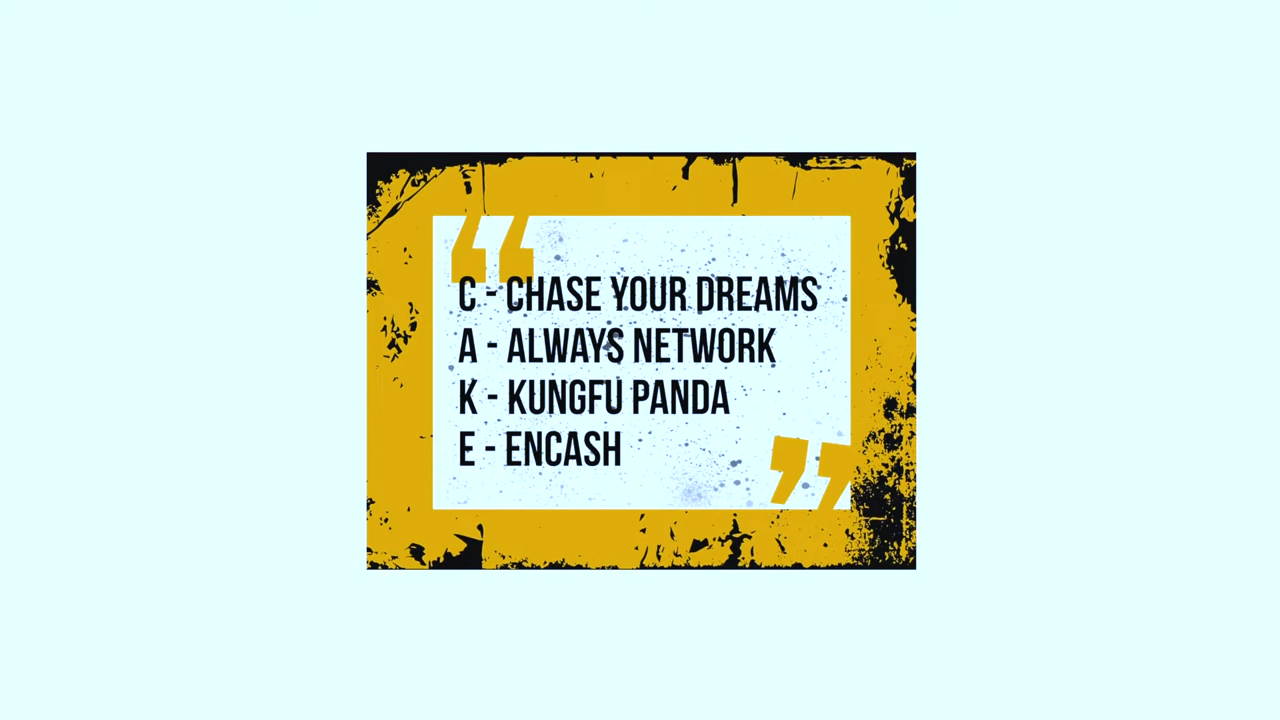 “
C - CHASE YOUR DREAMS
A - ALWAYS NETWORK
K - KUNGFU PANDA
E - ENCASH
”